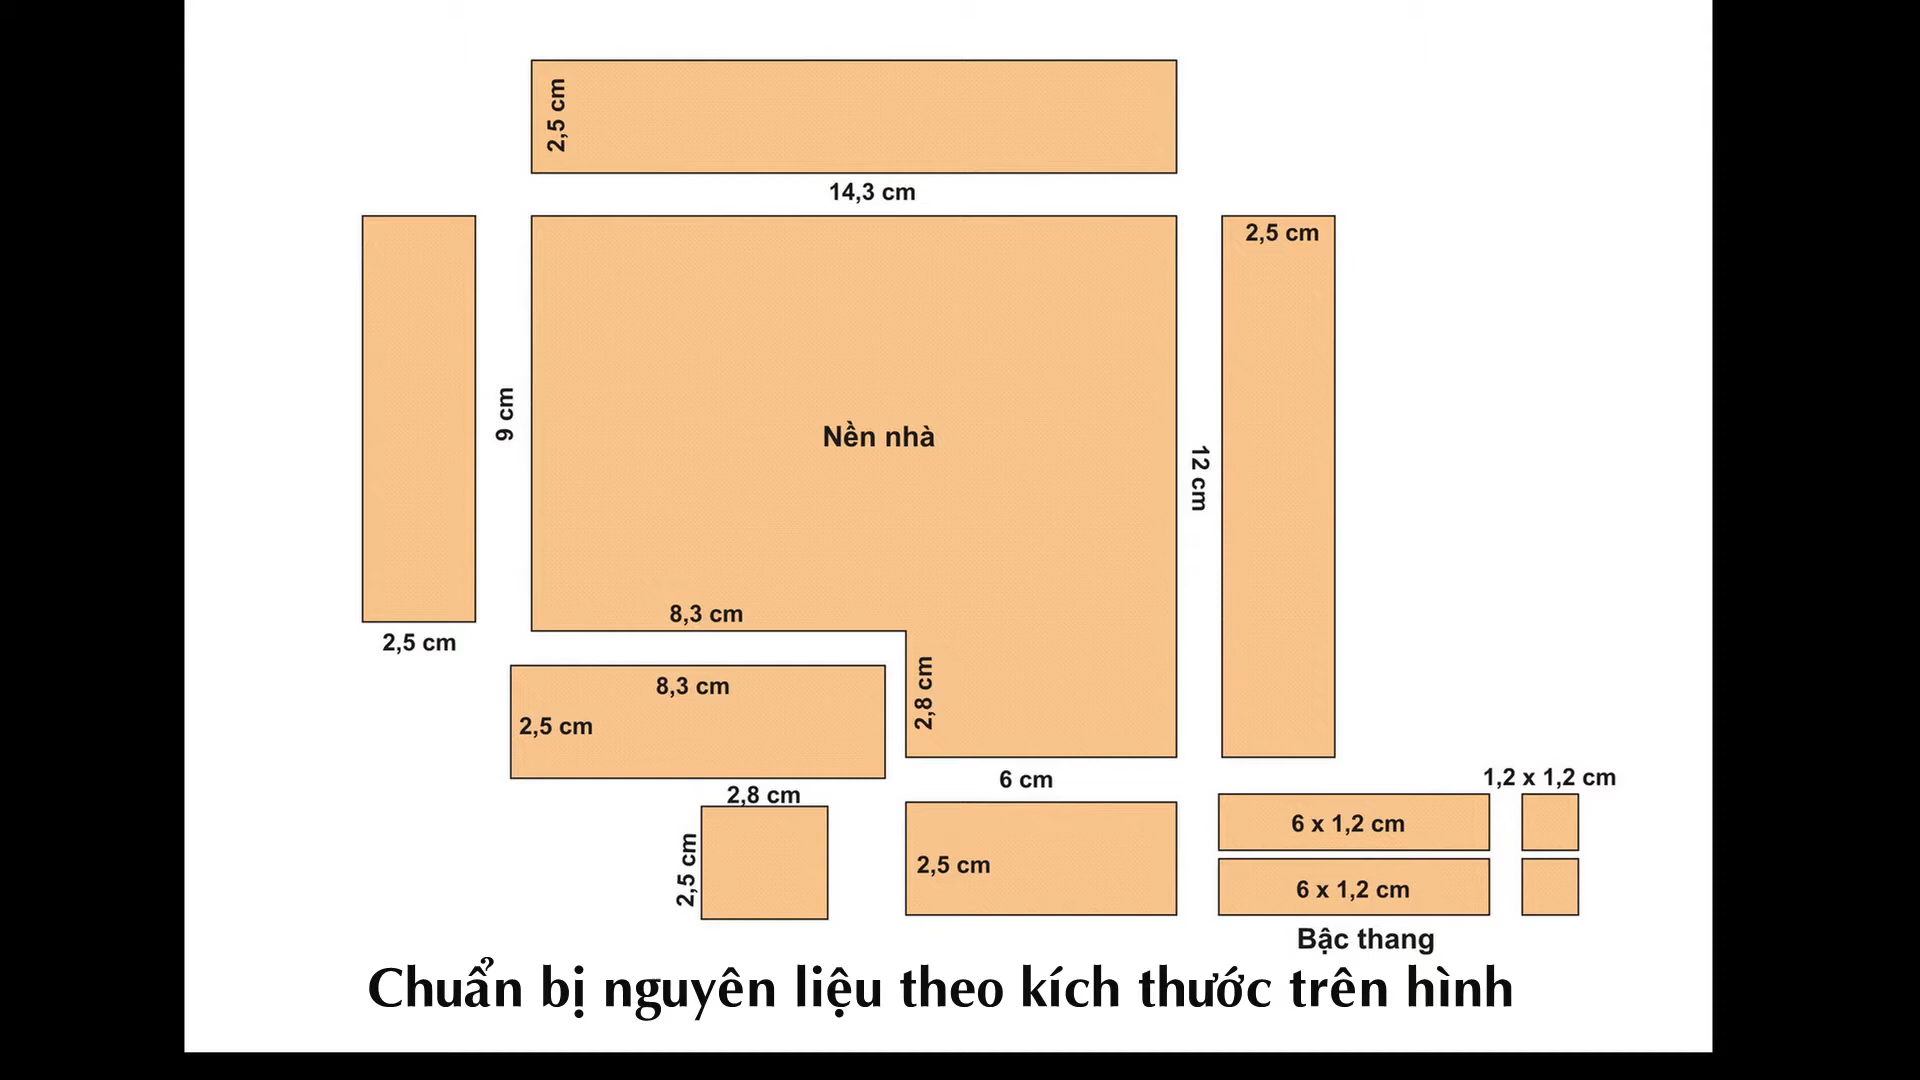 2,5 cm
14,3 cm
2,5 cm
9 cm
Nền nhà
12 cm
8,3 cm
2,5 cm
8,3 cm
2,8 cm
2,5 cm
6 cm
1,2 x 1,2 cm
2,8 cm
6 x 1,2 cm
2,5 cm
2,5 cm
6 x 1,2 cm
Bậc thang
Chuẩn bị nguyên liệu theo kích thước trên hình